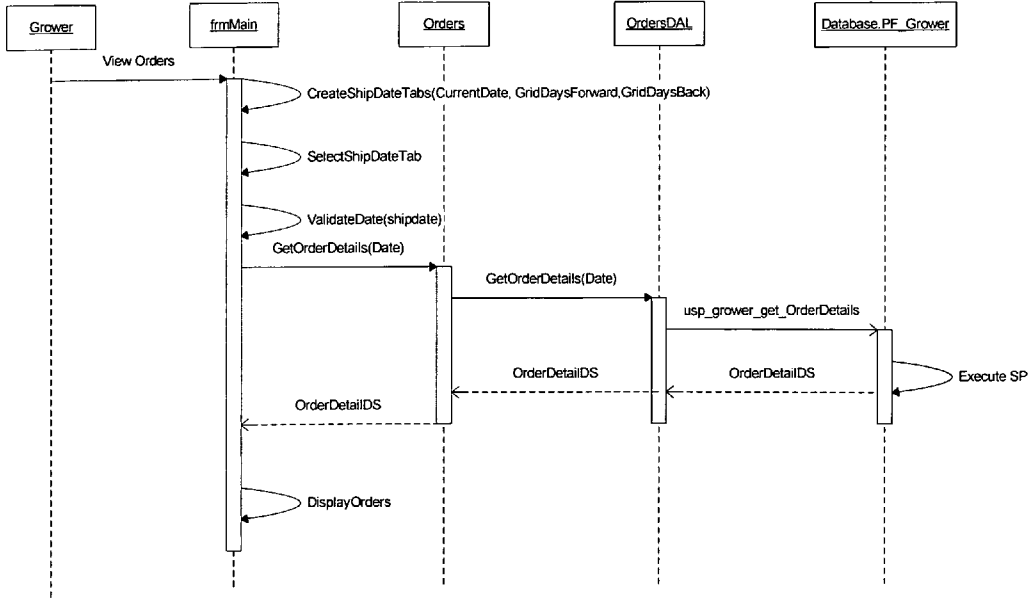 Grower
frmMain
Orders
OrdersDAL
Database.PF_Grower
View Orders
CreateShipDateTabs(CurrentDate, GridDaysForward,GridDaysBack)
SelectShipDateTab
ValidateDate(shipdate)
GetOrderDetails(Date)
GetOrderDetails(Date)
usp_grower_get_OrderDetails
Execute SP
OrderDetailDS
OrderDetailDS
OrderDetailDS
DisplayOrders